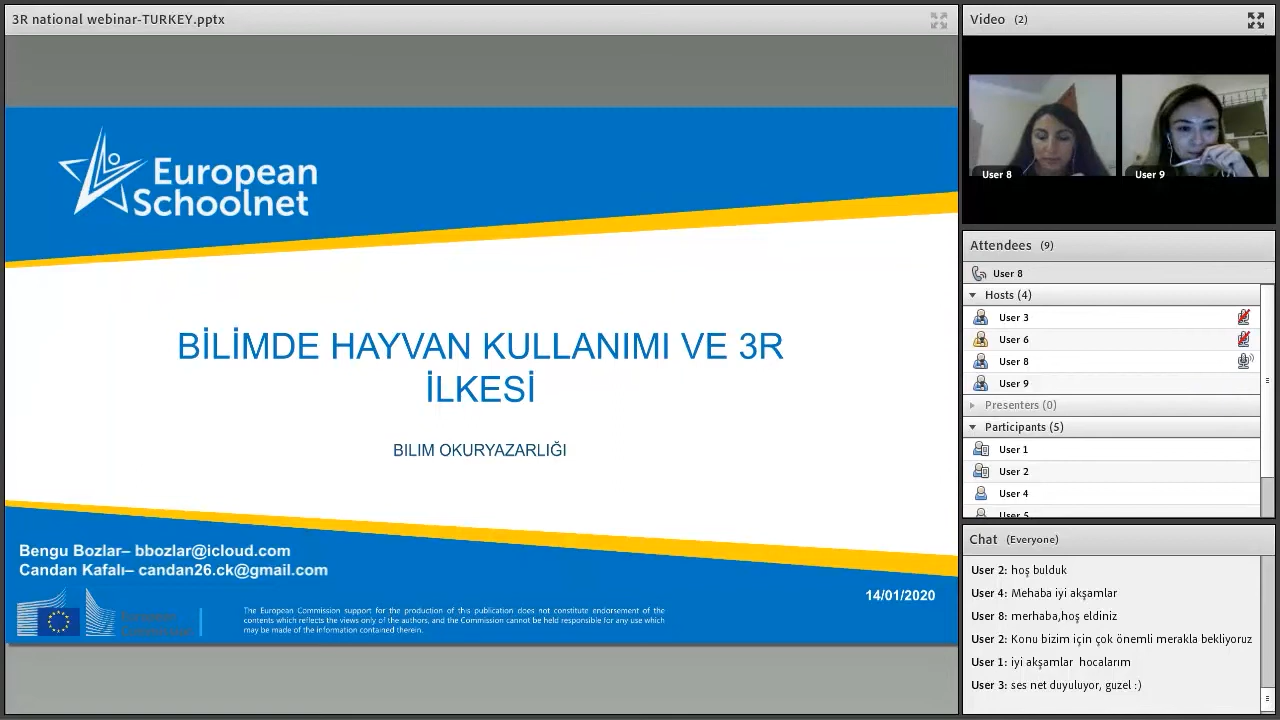 3R national webinar-TURKEY.pptx
European
Schoolnet
BİLİMDE HAYVAN KULLANIMI VE 3R
İLKESİ
BILIM OKURYAZARLIĞI
Bengu Bozlar– bbozlar@icloud.com
Candan Kafalı– candan26.ck@gmail.com
14/01/2020
European
Commission
The European Commission support for the production of this publication does not constitute endorsement of the
contents which reflects the views only of the authors, and the Commission cannot be held responsible for any use which
may be made of the information contained therein.
Video (2)
User 8
User 9
Attendees (9)
User 8
Hosts (4)
User 3
User 6
User 8
User 9
Presenters (0)
Participants (5)
User 1
User 2
User 4
User 5
Chat (Everyone)
User 2: hoş bulduk
User 4: Mehaba iyi akşamlar
User 8: merhaba,hoş eldiniz
User 2: Konu bizim için çok önemli merakla bekliyoruz
User 1: iyi akşamlar hocalarım
User 3: ses net duyuluyor, guzel :)